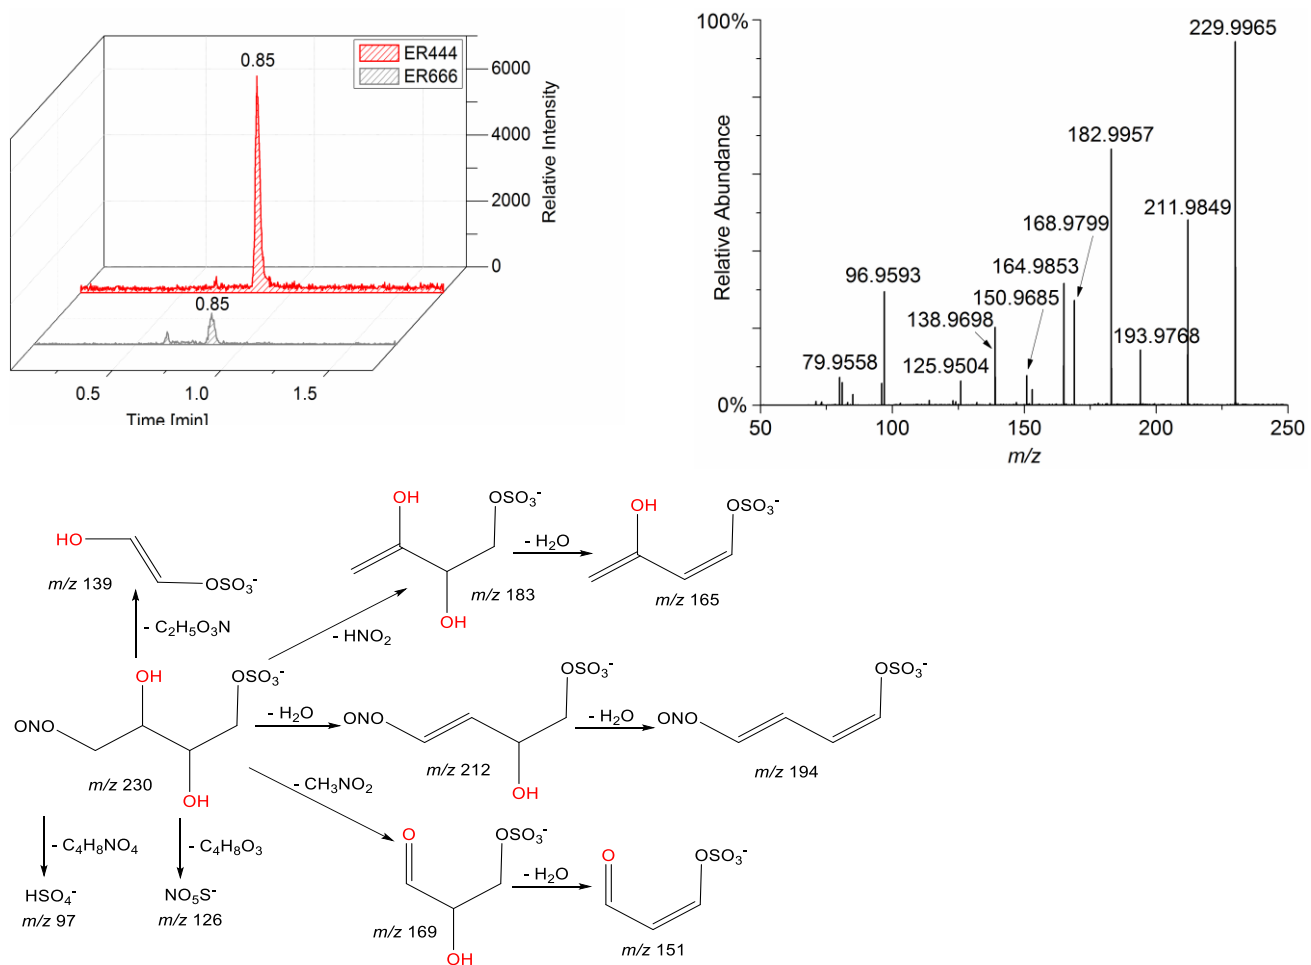 0.85
ER444
ER666
6000
4000
2000
0
Relative Intensity
0.85
0.5
1.0
1.5
Time [min]
100%
0%
Relative Abundance
229.9965
182.9957
211.9849
168.9799
164.9853
96.9593
150.9685
138.9698
193.9768
79.9558
125.9504
50
100
150
200
250
m/z
HO
OSO3-
m/z 139
- C2H5O3N
OH
OSO3-
OH
m/z 183
- H2O
OH
OSO3-
m/z 165
- HNO2
OH
OSO3-
ONO
OH
m/z 230
- H2O
ONO
OSO3-
OH
m/z 212
- H2O
ONO
OSO3-
m/z 194
- CH3NO2
- C4H8NO4
HSO4-
m/z 97
- C4H8O3
NO5S-
m/z 126
O
OSO3-
OH
m/z 169
- H2O
O
OSO3-
m/z 151